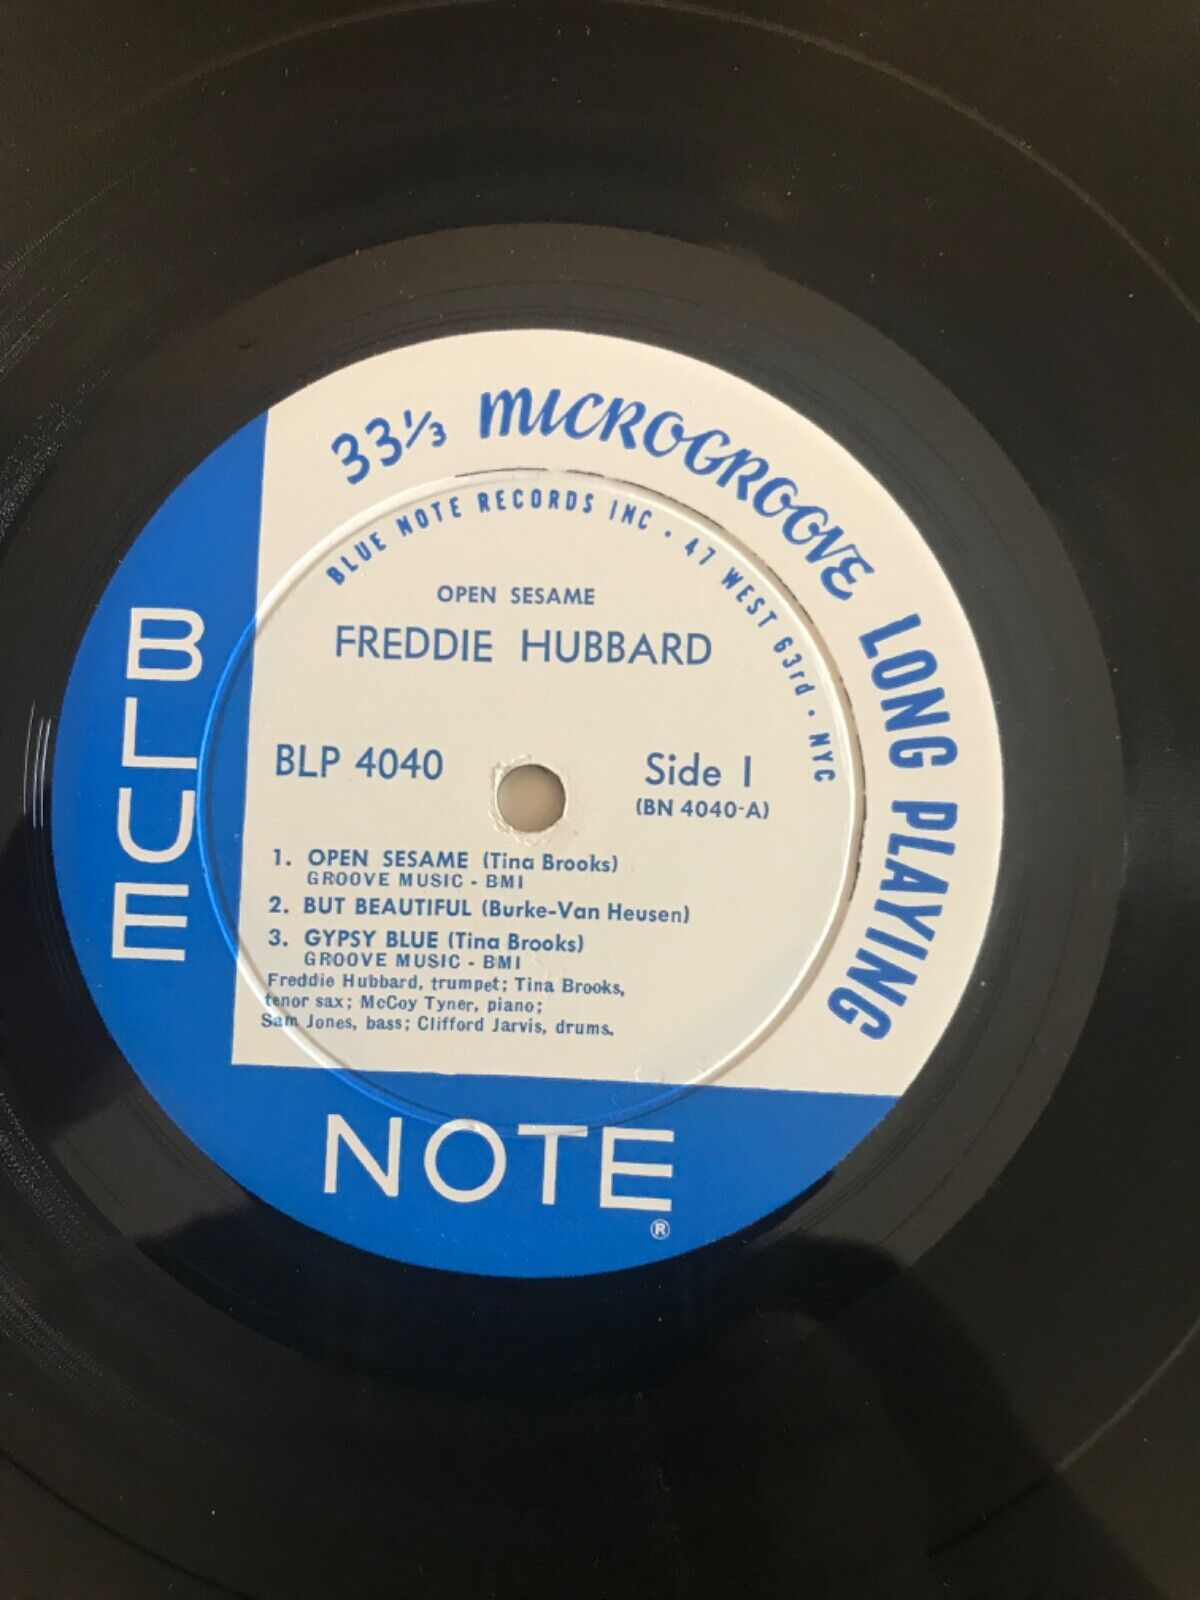 33⅓ MICROGROOVE LONG PLAYING
BLUE NOTE RECORDS INC · 47 WEST 63rd · NYC
OPEN SESAME
FREDDIE HUBBARD
BLP 4040
Side 1
(BN 4040-A)
1. OPEN SESAME (Tina Brooks)
GROOVE MUSIC - BMI
2. BUT BEAUTIFUL (Burke-Van Heusen)
3. GYPSY BLUE (Tina Brooks)
GROOVE MUSIC - BMI
Freddie Hubbard, trumpet; Tina Brooks,
tenor sax; McCoy Tyner, piano;
Sam Jones, bass; Clifford Jarvis, drums.
BLUE
NOTE
®